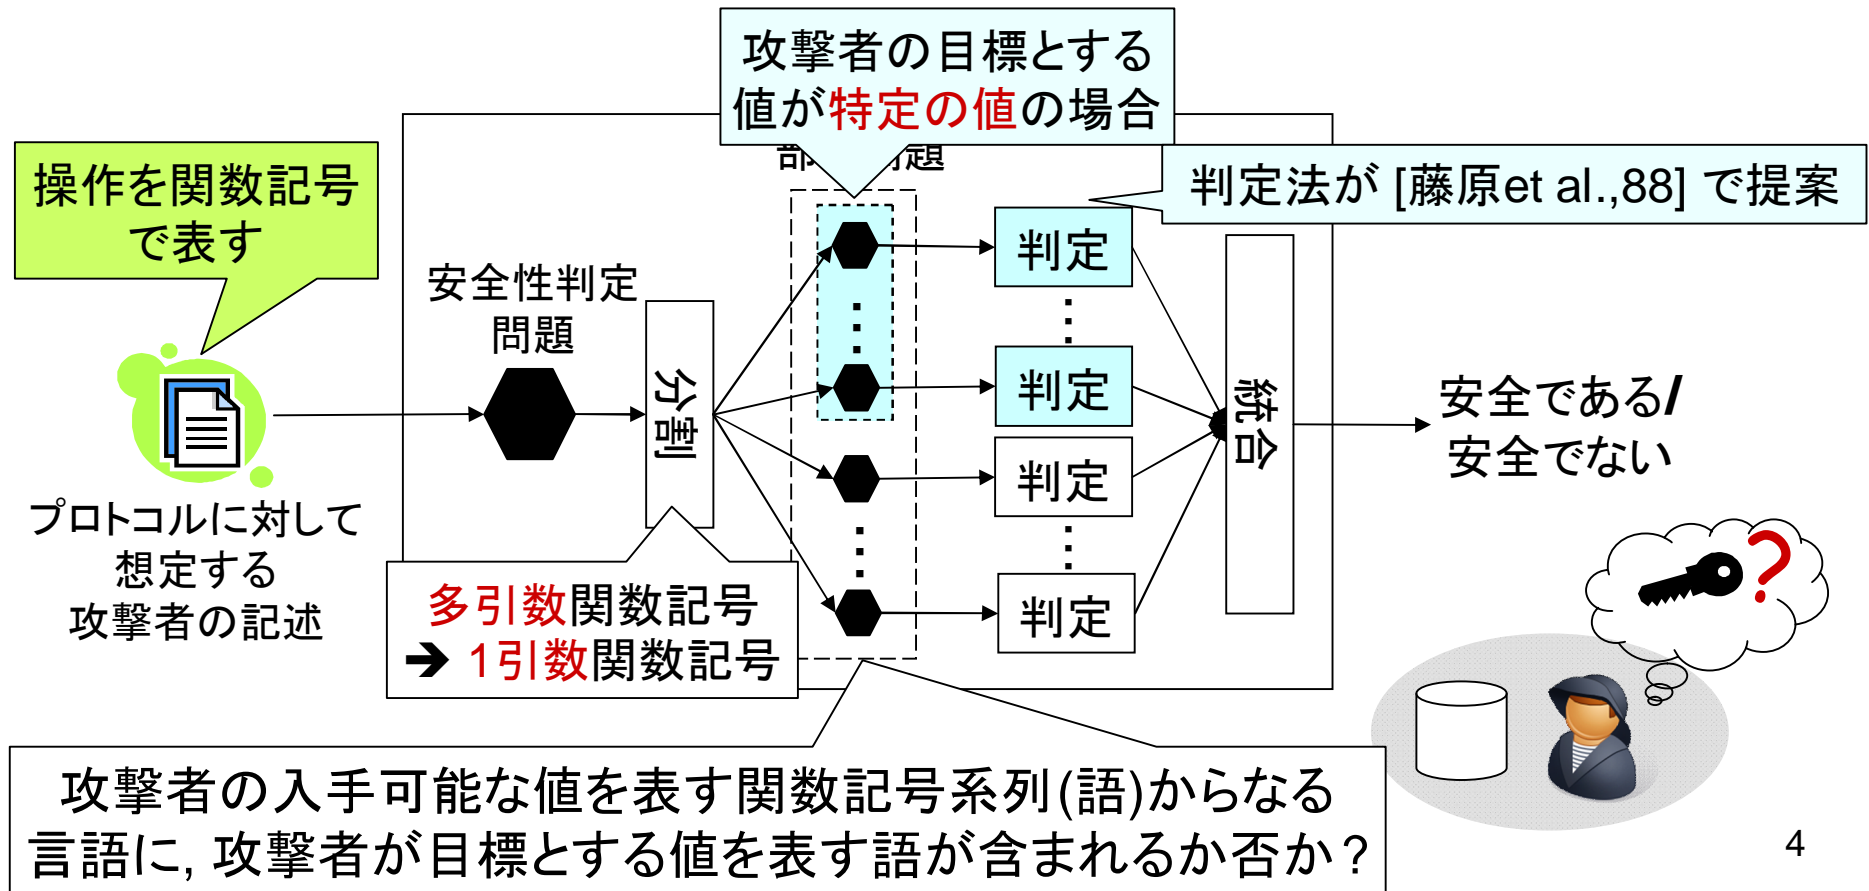 攻撃者の目標とする
値が特定の値の場合
判定法が [藤原et al.,88] で提案
操作を関数記号
で表す
安全性判定
問題
分割
判定
判定
判定
判定
統合
安全である/
安全でない
プロトコルに対して
想定する
攻撃者の記述
多引数関数記号
➔ 1引数関数記号
攻撃者の入手可能な値を表す関数記号系列(語)からなる
言語に, 攻撃者が目標とする値を表す語が含まれるか否か？
?
4